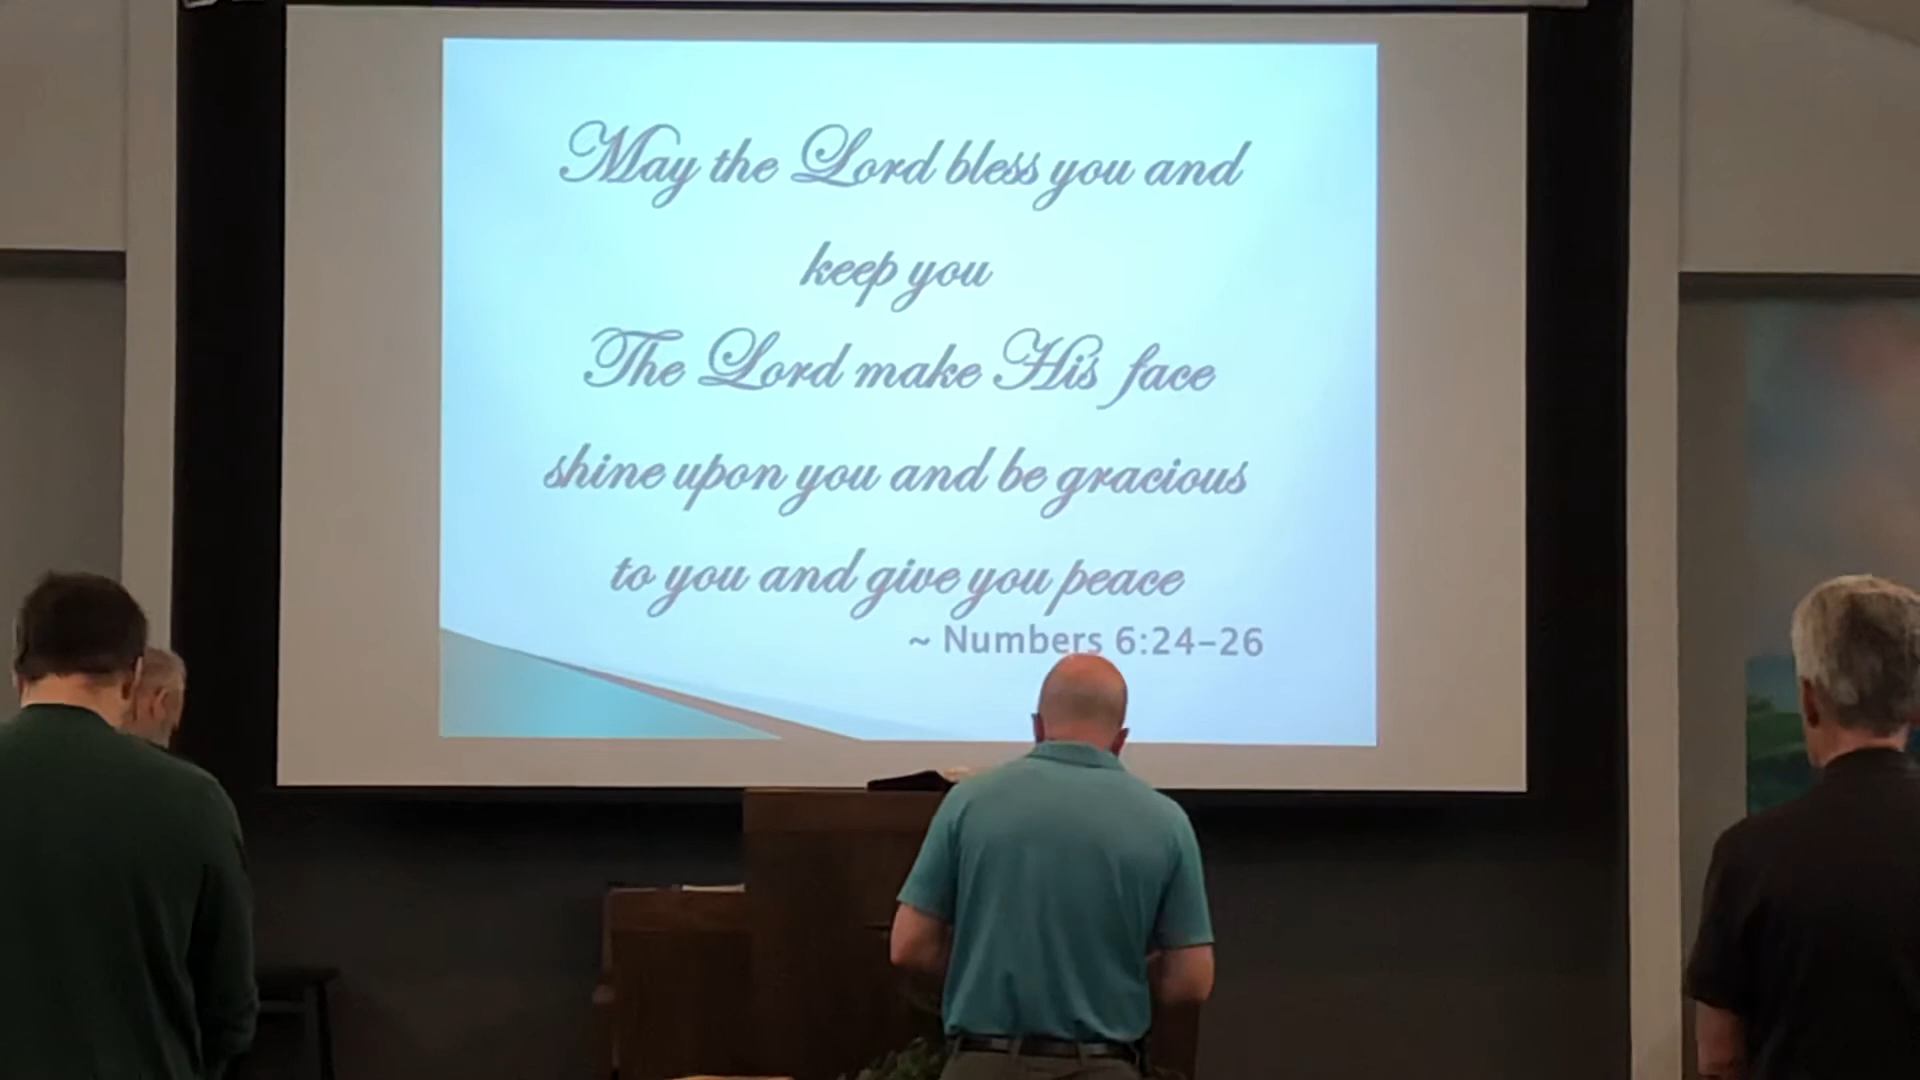 May the Lord bless you and
keep you
The Lord make His face
shine upon you and be gracious
to you and give you peace
~ Numbers 6:24-26